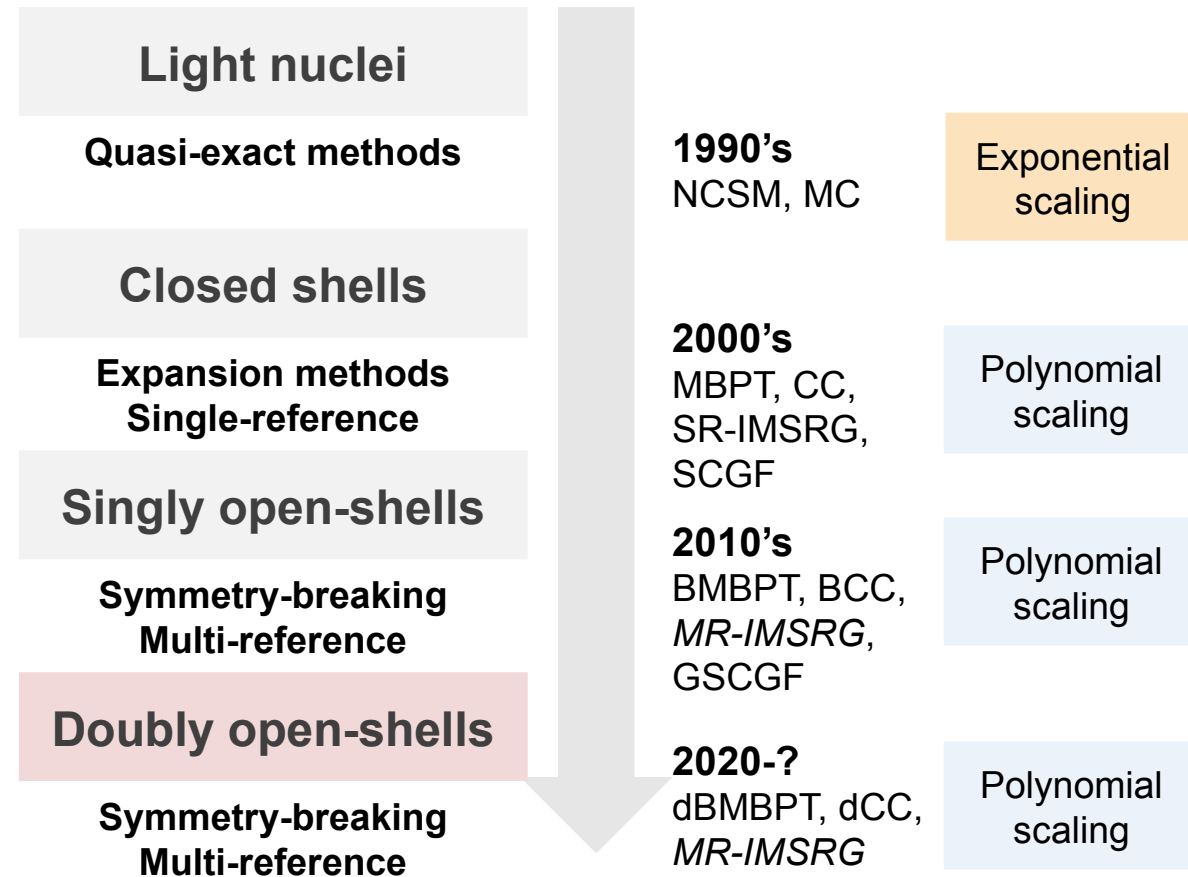 Light nuclei
Quasi-exact methods
1990's
NCSM, MC
Exponential
scaling
Closed shells
Expansion methods
Single-reference
2000's
MBPT, CC,
SR-IMSRG,
SCGF
Polynomial
scaling
Singly open-shells
Symmetry-breaking
Multi-reference
2010's
BMBPT, BCC,
MR-IMSRG,
GSCGF
Polynomial
scaling
Doubly open-shells
Symmetry-breaking
Multi-reference
2020-?
dBMBPT, dCC,
MR-IMSRG
Polynomial
scaling